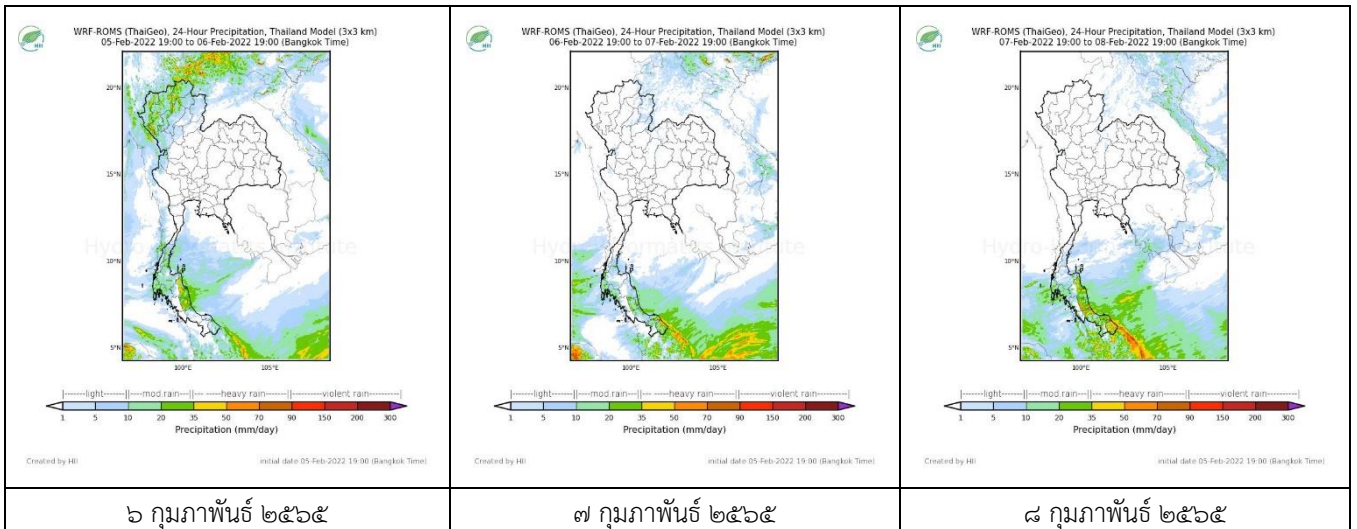 HII
WRF-ROMS (ThaiGeo), 24-Hour Precipitation, Thailand Model (3x3 km)
05-Feb-2022 19:00 to 06-Feb-2022 19:00 (Bangkok Time)
20°N
15°N
10°N
5°N
100°E 105°E
|-------light-------||----mod.rain---||--- ----heavy rain----||-------violent rain-------|
1 5 10 20 35 50 70 90 150 200 300
Precipitation (mm/day)
Created by HII initial date 05-Feb-2022 19:00 (Bangkok Time)
๖ กุมภาพันธ์ ๒๕๖๕
HII
WRF-ROMS (ThaiGeo), 24-Hour Precipitation, Thailand Model (3x3 km)
06-Feb-2022 19:00 to 07-Feb-2022 19:00 (Bangkok Time)
20°N
15°N
10°N
5°N
100°E 105°E
|-------light-------||----mod.rain---||--- ----heavy rain----||-------violent rain-------|
1 5 10 20 35 50 70 90 150 200 300
Precipitation (mm/day)
Created by HII initial date 05-Feb-2022 19:00 (Bangkok Time)
๗ กุมภาพันธ์ ๒๕๖๕
HII
WRF-ROMS (ThaiGeo), 24-Hour Precipitation, Thailand Model (3x3 km)
07-Feb-2022 19:00 to 08-Feb-2022 19:00 (Bangkok Time)
20°N
15°N
10°N
5°N
100°E 105°E
|-------light-------||----mod.rain---||--- ----heavy rain----||-------violent rain-------|
1 5 10 20 35 50 70 90 150 200 300
Precipitation (mm/day)
Created by HII initial date 05-Feb-2022 19:00 (Bangkok Time)
๘ กุมภาพันธ์ ๒๕๖๕